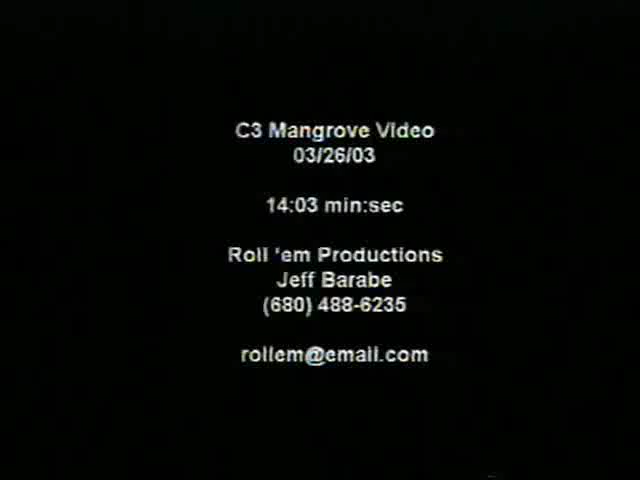 C3 Mangrove Video
03/26/03
14:03 min:sec
Roll 'em Productions
Jeff Barabe
(680) 488-6235
rollem@email.com